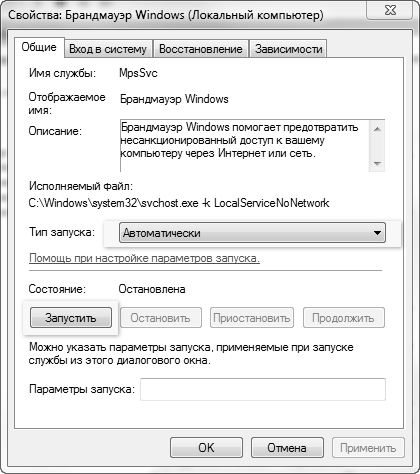 Свойства: Брандмауэр Windows (Локальный компьютер)
Общие Вход в систему Восстановление Зависимости
Имя службы: MpsSvc
Отображаемое имя: Брандмауэр Windows
Описание: Брандмауэр Windows помогает предотвратить
несанкционированный доступ к вашему
компьютеру через Интернет или сеть.
Исполняемый файл:
C:\Windows\system32\svchost.exe -k LocalServiceNoNetwork
Тип запуска: Автоматически
Помощь при настройке параметров запуска.
Состояние: Остановлена
Запустить Остановить Приостановить Продолжить
Можно указать параметры запуска, применяемые при запуске
службы из этого диалогового окна.
Параметры запуска:
OK Отмена Применить